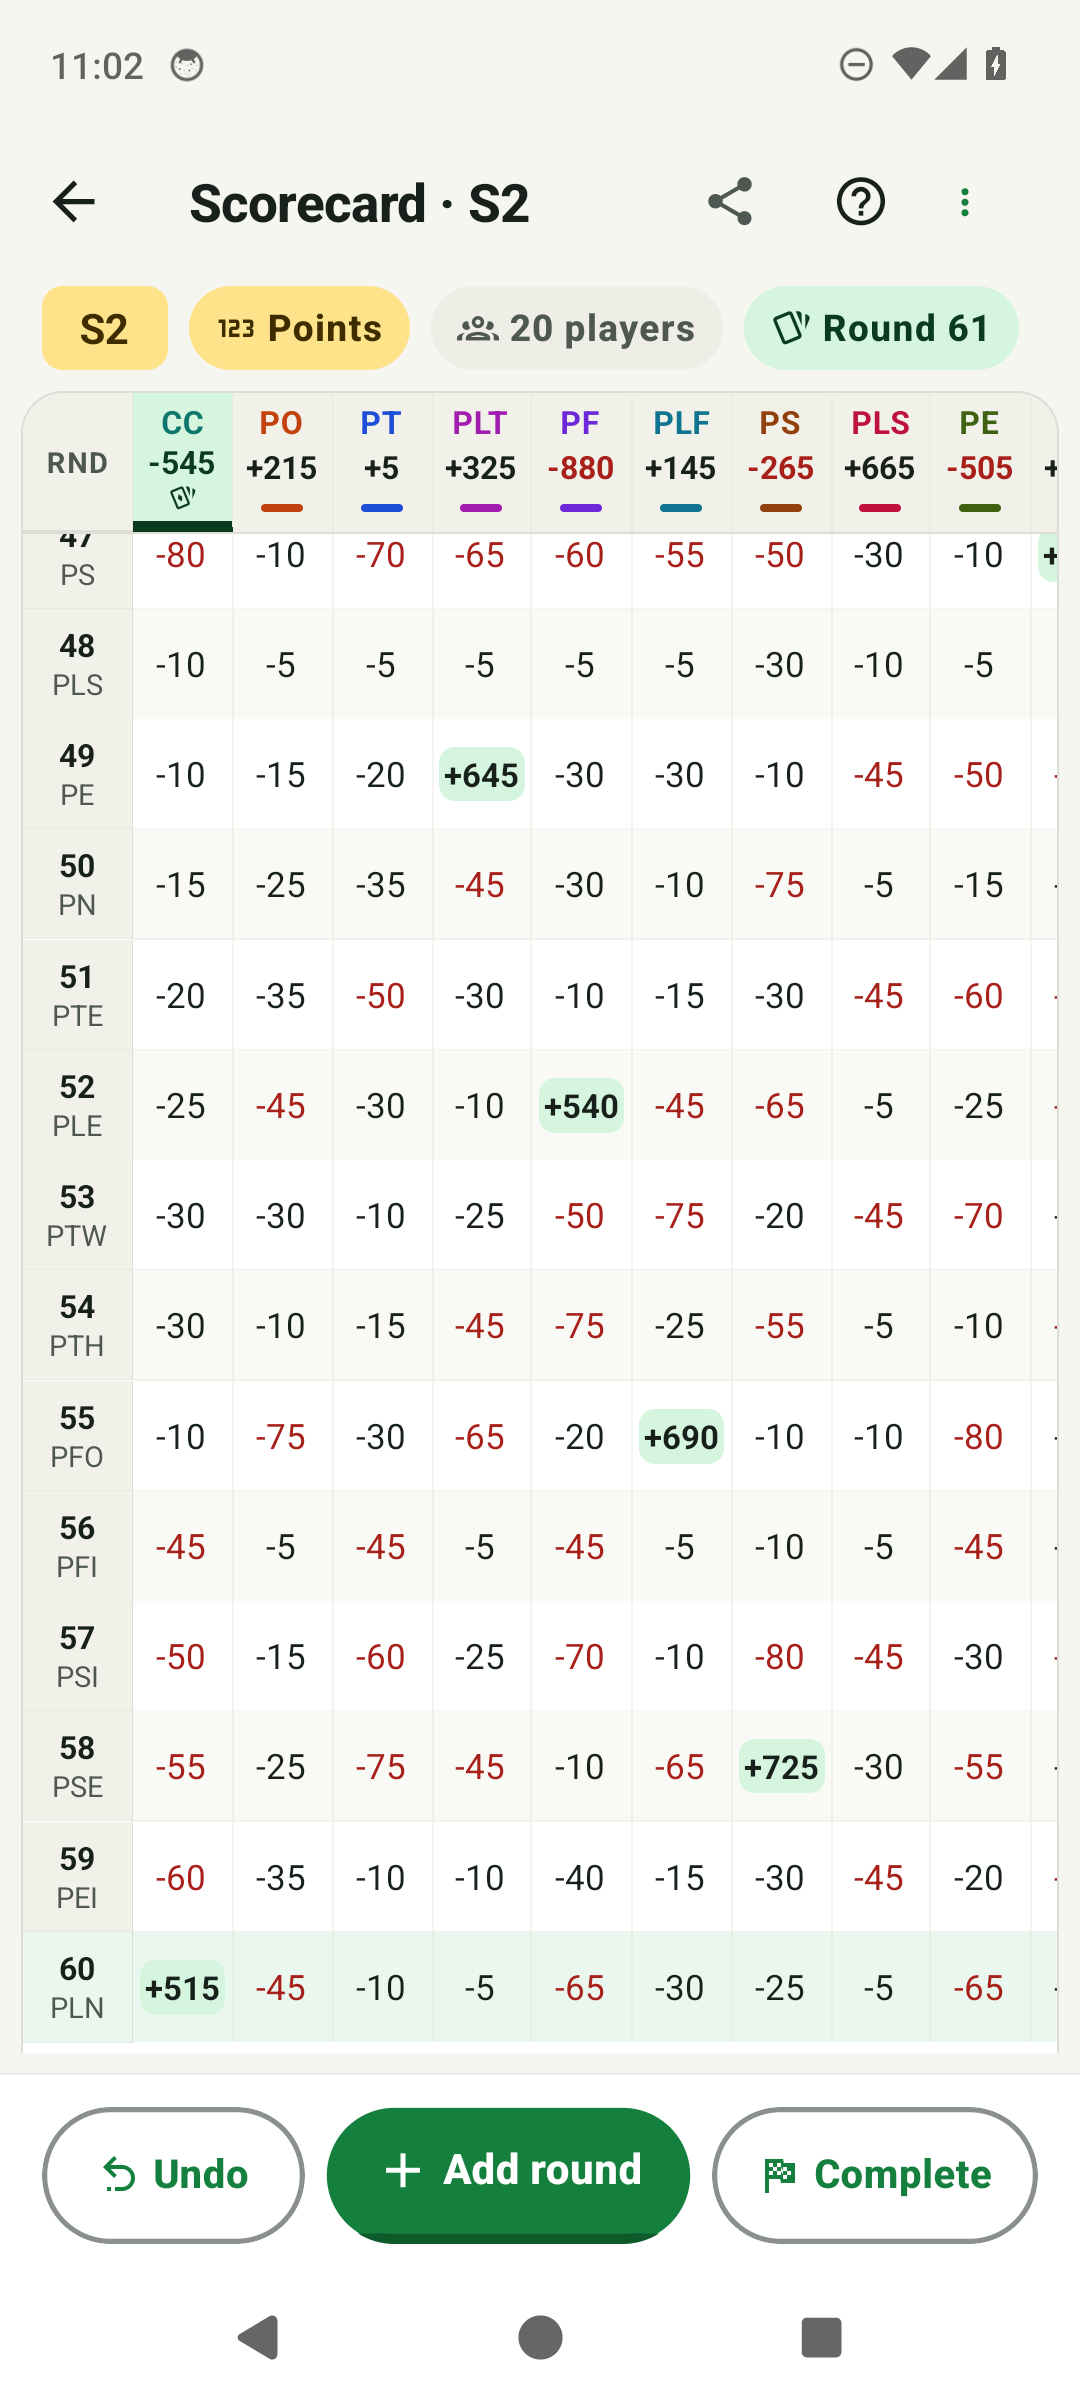 11:02
Scorecard · S2
S2 123 Points 20 players Round 61
RND CC PO PT PLT PF PLF PS PLS PE
-545 +215 +5 +325 -880 +145 -265 +665 -505 +
47 PS -80 -10 -70 -65 -60 -55 -50 -30 -10 +
48 PLS -10 -5 -5 -5 -5 -5 -30 -10 -5
49 PE -10 -15 -20 +645 -30 -30 -10 -45 -50 -
50 PN -15 -25 -35 -45 -30 -10 -75 -5 -15 -
51 PTE -20 -35 -50 -30 -10 -15 -30 -45 -60 -
52 PLE -25 -45 -30 -10 +540 -45 -65 -5 -25 -
53 PTW -30 -30 -10 -25 -50 -75 -20 -45 -70 -
54 PTH -30 -10 -15 -45 -75 -25 -55 -5 -10 -
55 PFO -10 -75 -30 -65 -20 +690 -10 -10 -80 -
56 PFI -45 -5 -45 -5 -45 -5 -10 -5 -45 -
57 PSI -50 -15 -60 -25 -70 -10 -80 -45 -30 -
58 PSE -55 -25 -75 -45 -10 -65 +725 -30 -55 -
59 PEI -60 -35 -10 -10 -40 -15 -30 -45 -20 -
60 PLN +515 -45 -10 -5 -65 -30 -25 -5 -65 -
Undo + Add round Complete